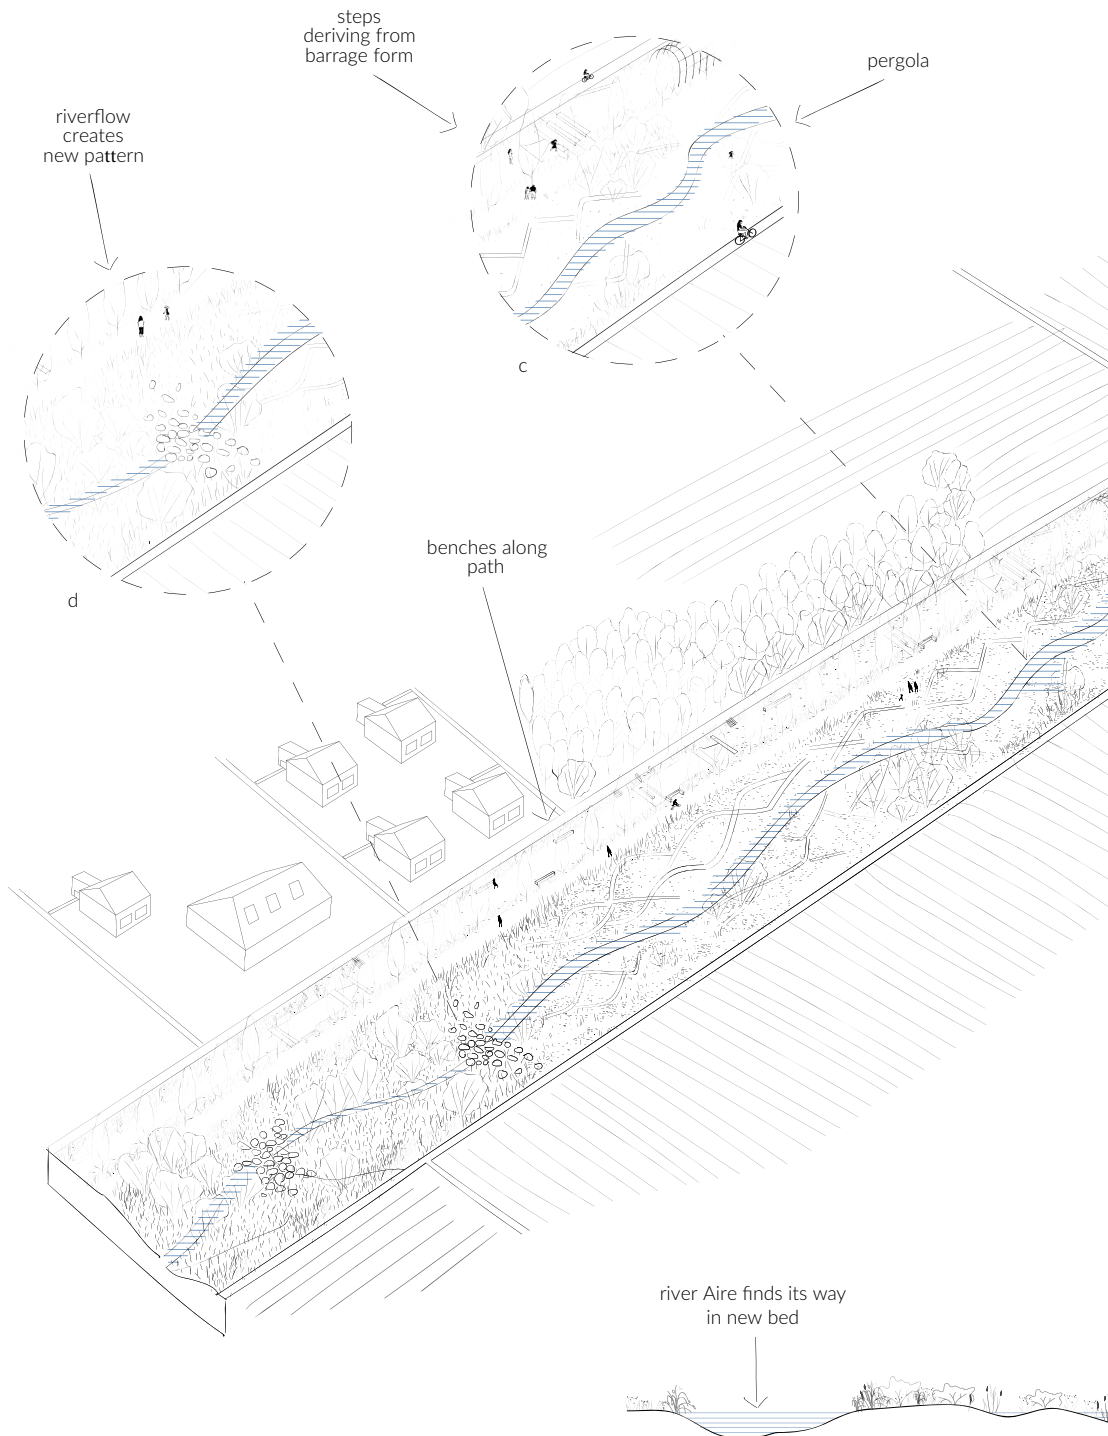 steps
deriving from
barrage form
pergola
riverflow
creates
new pattern
c
d
benches along
path
river Aire finds its way
in new bed